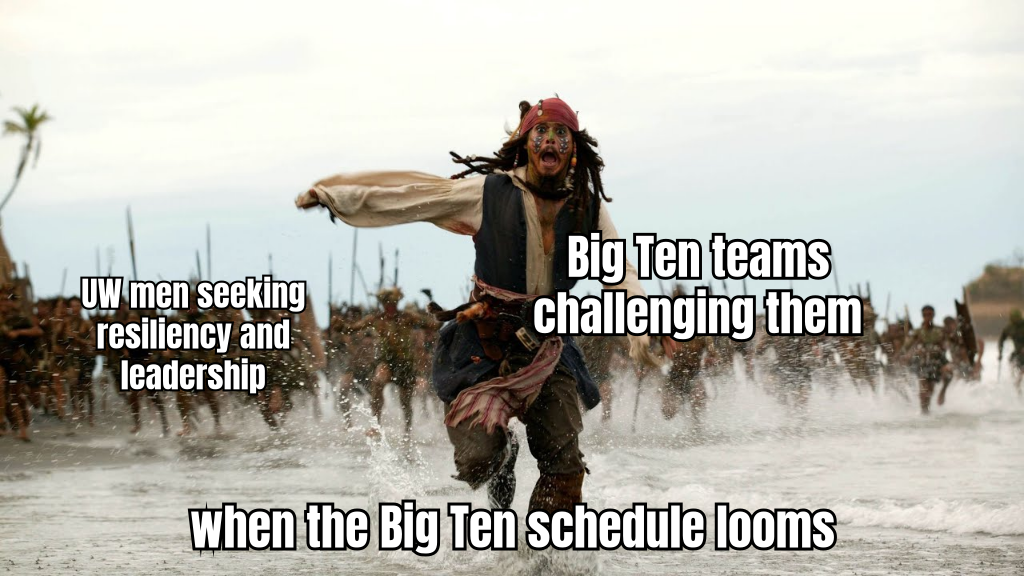 UW men seeking
resiliency and
leadership
Big Ten teams
challenging them
when the Big Ten schedule looms